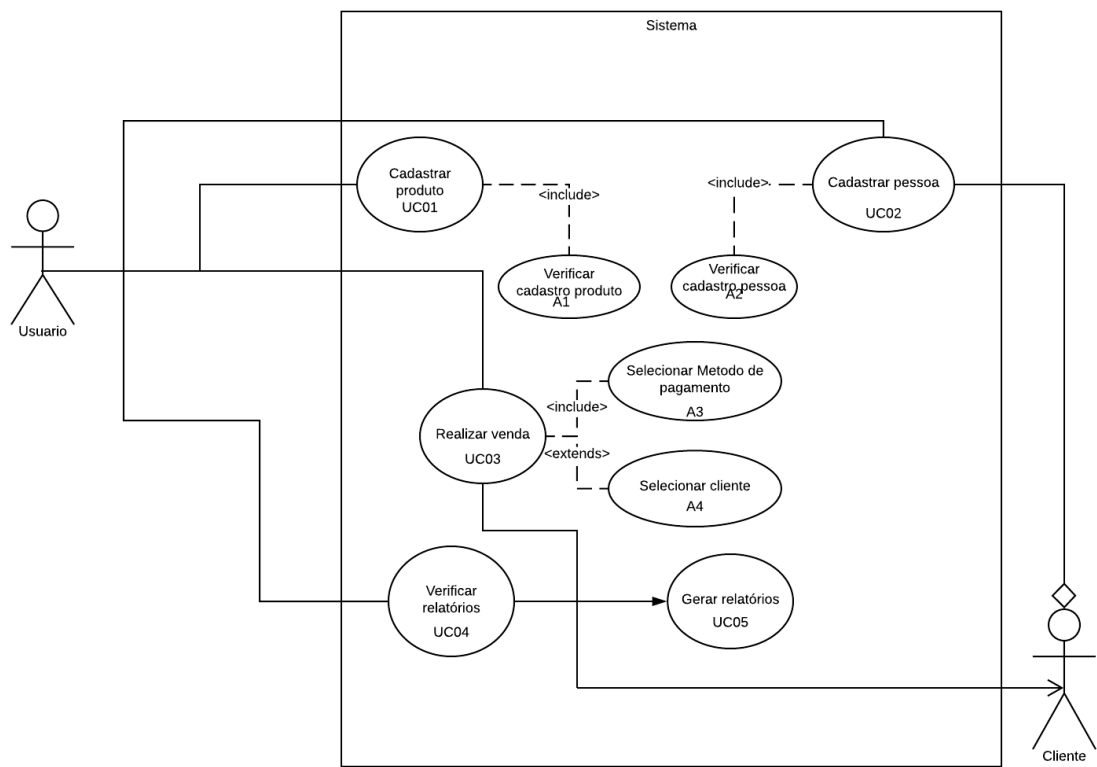 Sistema
Cadastrar
produto
UC01
<include>
<include>
Cadastrar pessoa
UC02
Verificar
cadastro produto
A1
Verificar
cadastro pessoa
A2
Usuario
Selecionar Metodo de
pagamento
A3
<include>
Realizar venda
UC03
<extends>
Selecionar cliente
A4
Verificar
relatórios
UC04
Gerar relatórios
UC05
Cliente